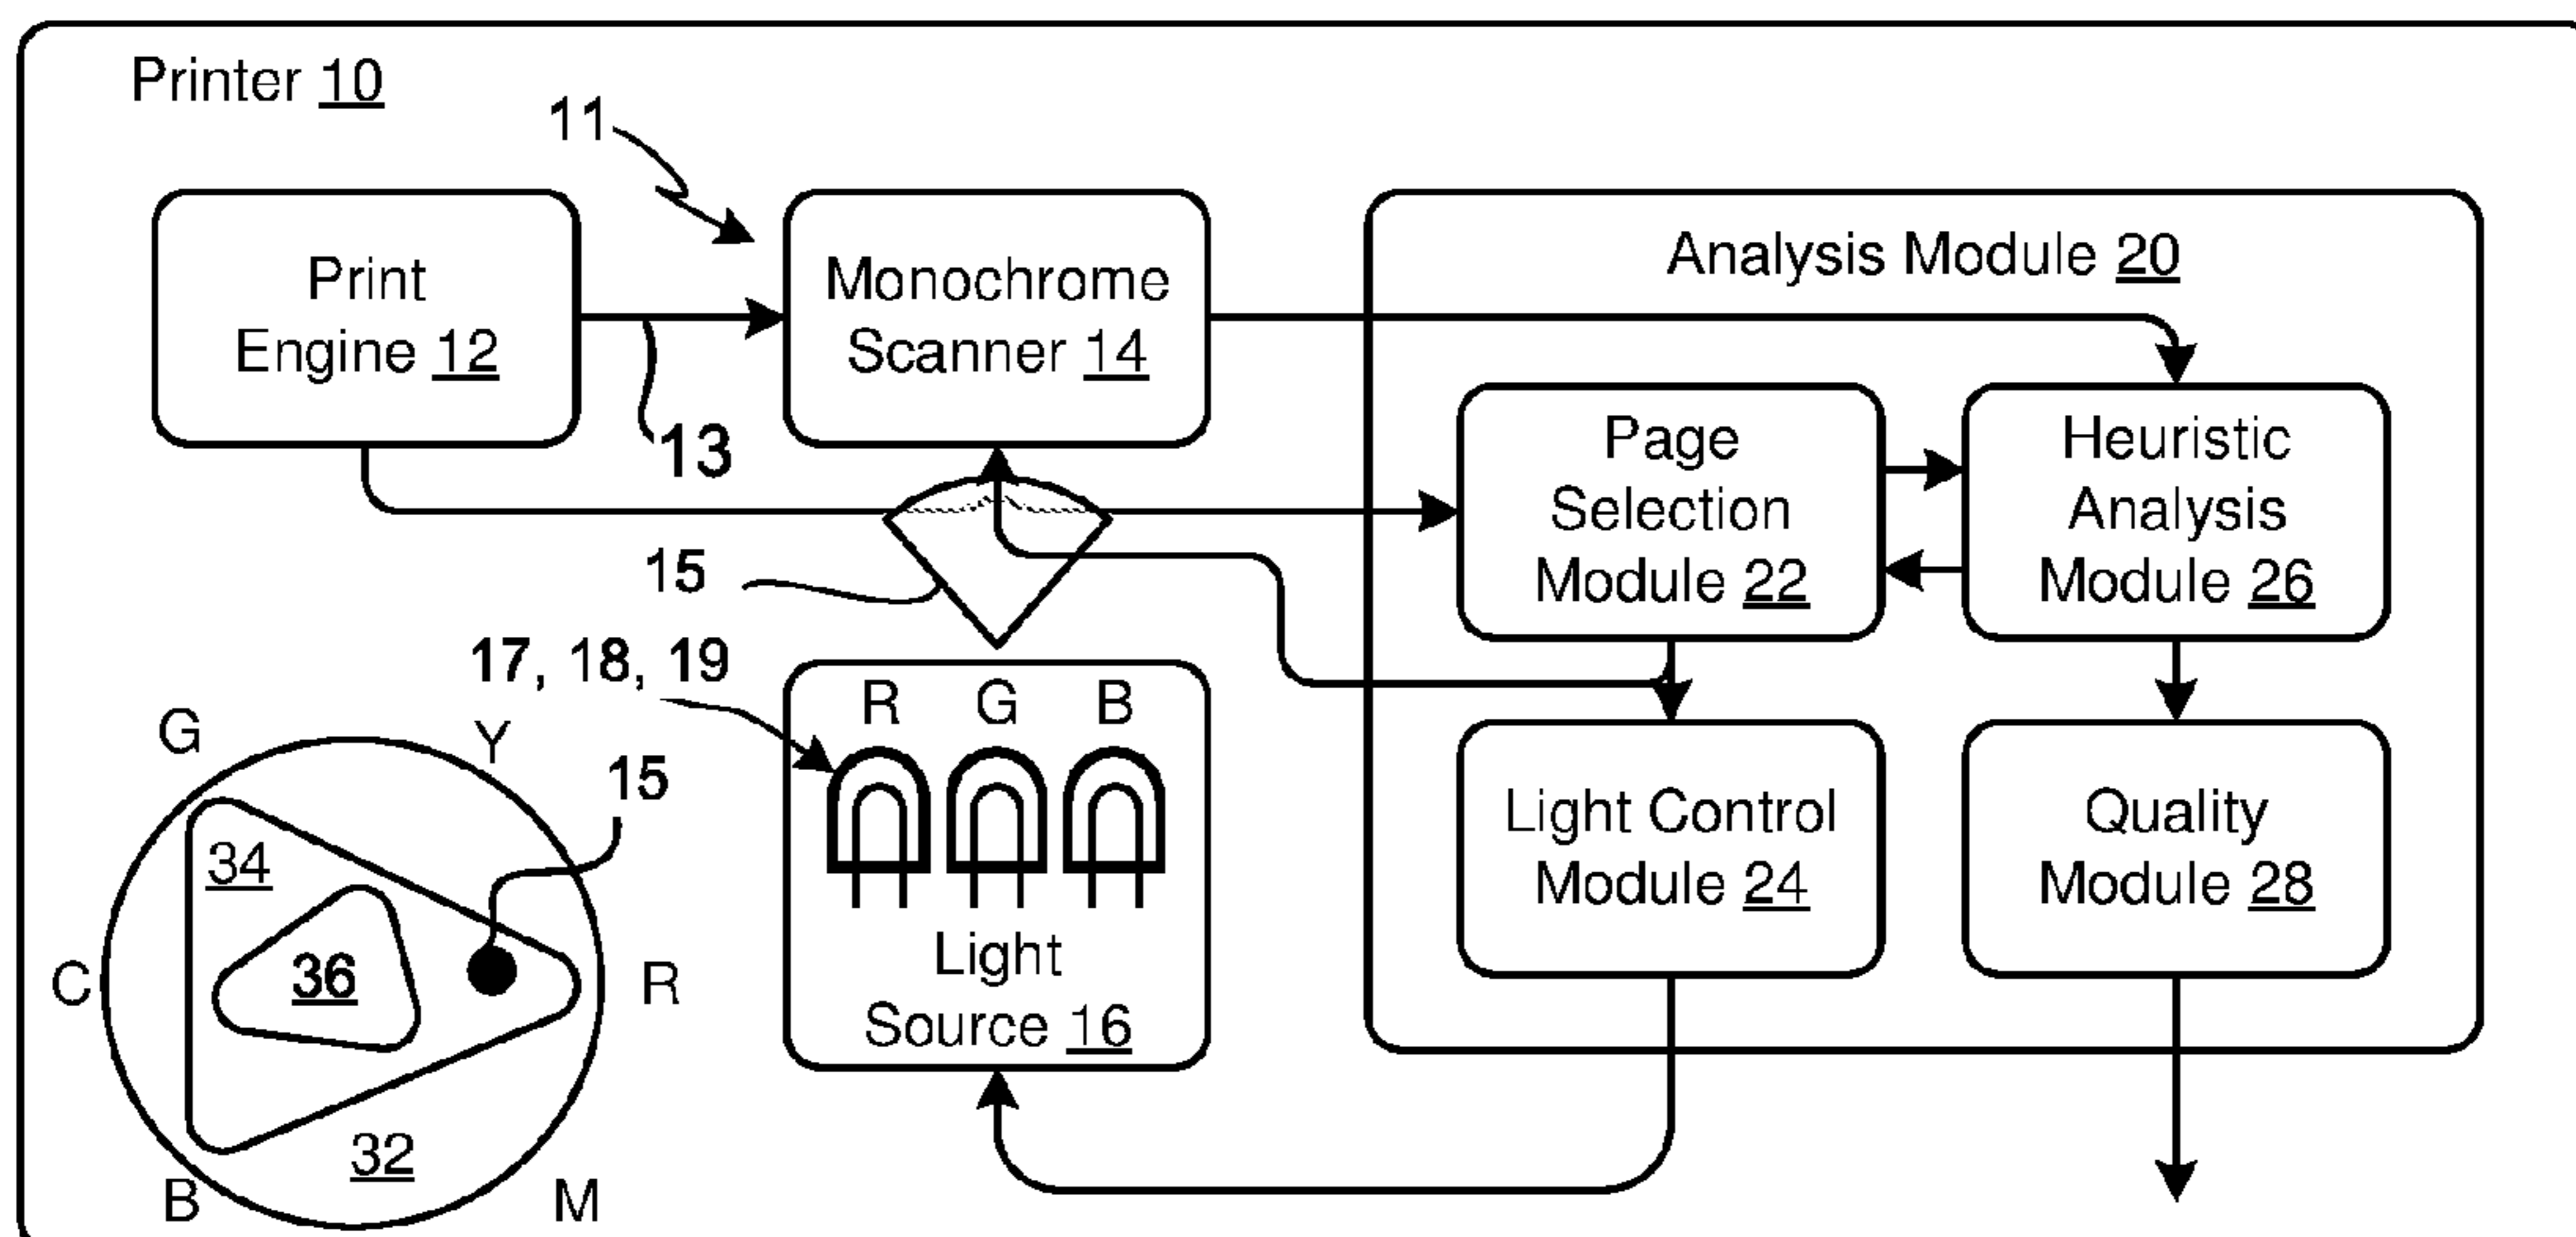 Printer 10
11
Print
Engine 12
13
Monochrome
Scanner 14
Analysis Module 20
Page
Selection
Module 22
Heuristic
Analysis
Module 26
15
17, 18, 19
R G B
Light
Source 16
Light Control
Module 24
Quality
Module 28
G
Y
15
34
C
36
R
32
B
M